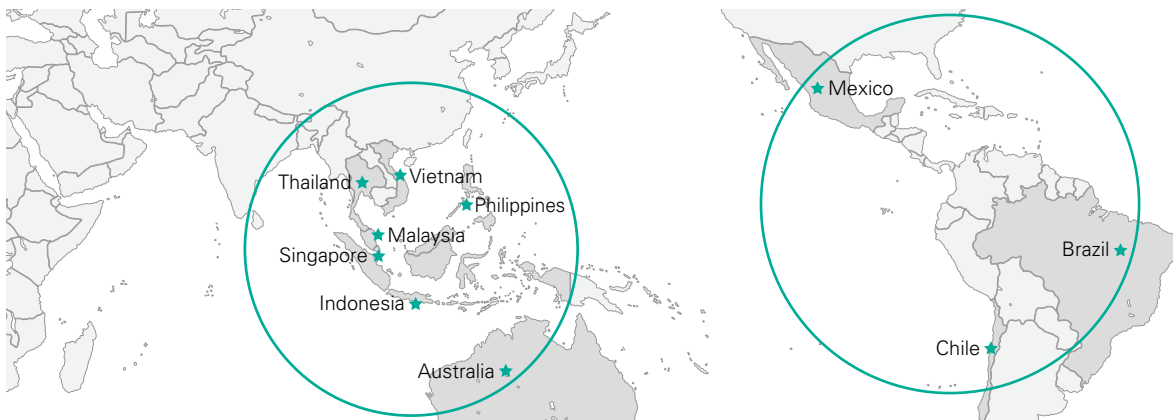 Mexico
Vietnam
Thailand
Philippines
Malaysia
Singapore
Brazil
Indonesia
Chile
Australia